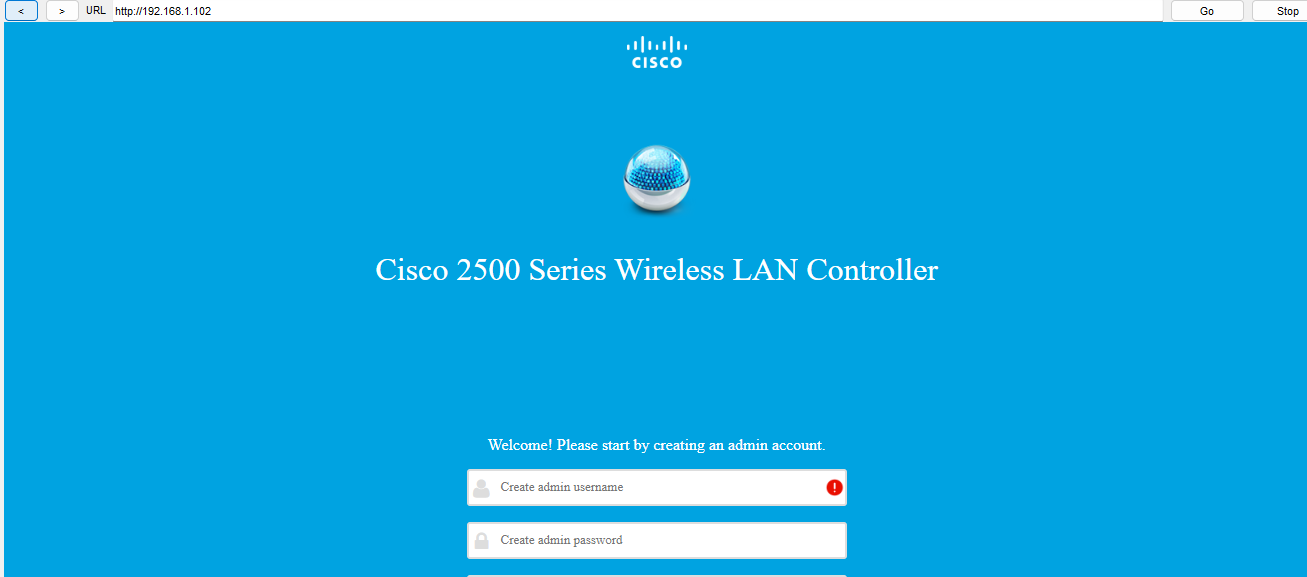 < > URL http://192.168.1.102 Go Stop
CISCO
Cisco 2500 Series Wireless LAN Controller
Welcome! Please start by creating an admin account.
Create admin username !
Create admin password